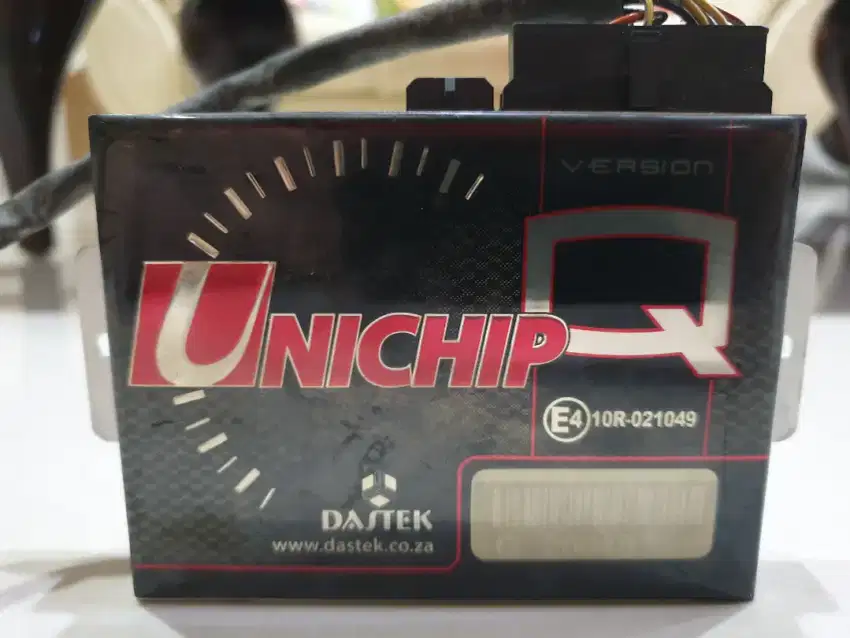 VERSION
Q
UNICHIP
E4 10R-021049
DASTEK
www.dastek.co.za